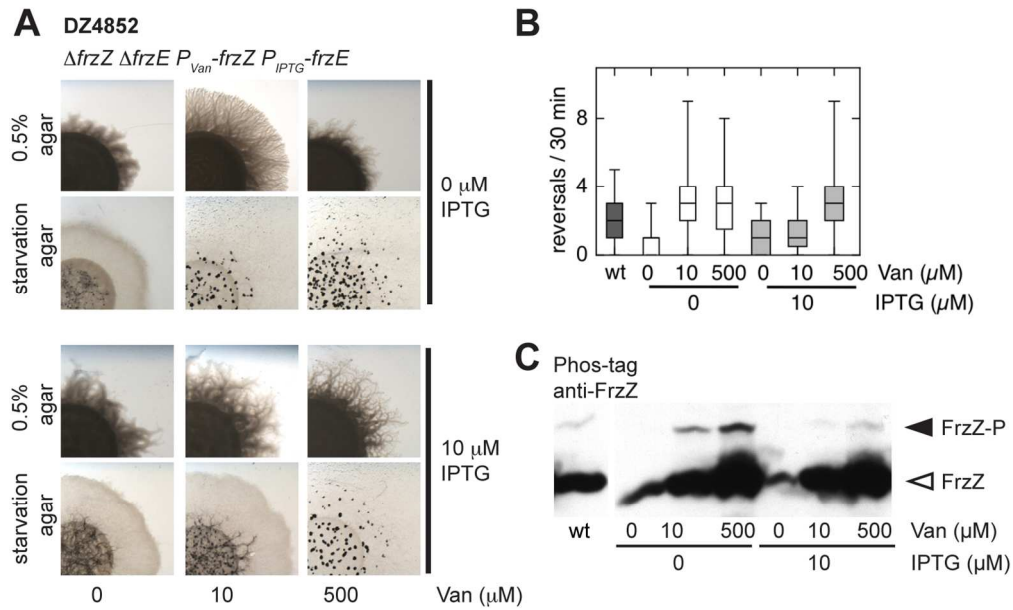 A
DZ4852
ΔfrzZ ΔfrzE P_Van-frzZ P_IPTG-frzE
0.5% agar
starvation agar
0 μM IPTG
0.5% agar
starvation agar
10 μM IPTG
0 10 500 Van (μM)
B
reversals / 30 min
8
4
0
wt 0 10 500 0 10 500 Van (μM)
0 10 IPTG (μM)
C
Phos-tag
anti-FrzZ
FrzZ-P
FrzZ
wt 0 10 500 0 10 500 Van (μM)
0 10 IPTG (μM)